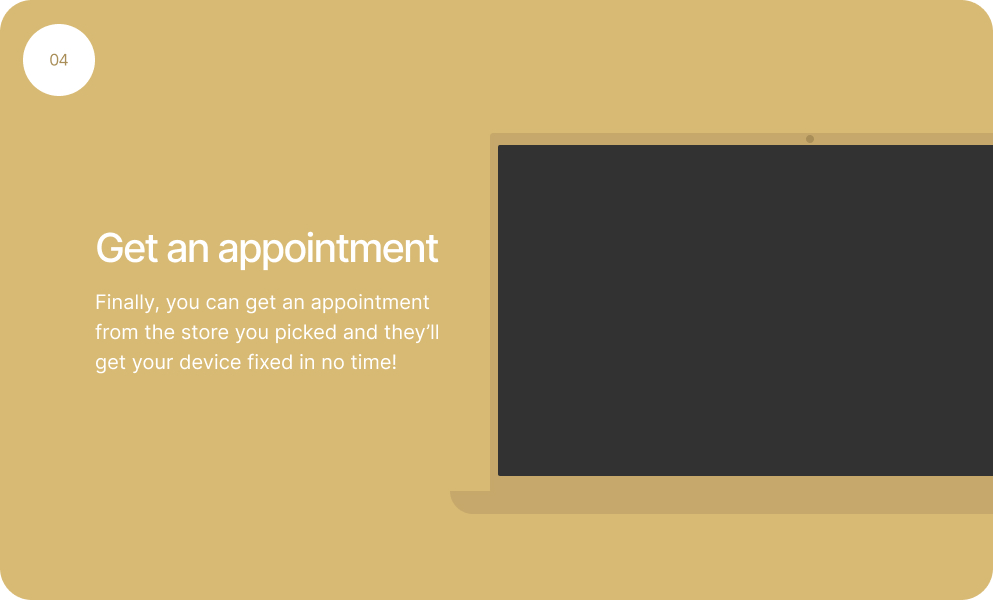 04
Get an appointment
Finally, you can get an appointment
from the store you picked and they’ll
get your device fixed in no time!